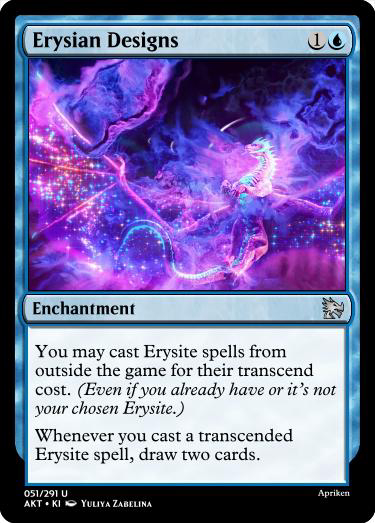 Erysian Designs 1
Enchantment
You may cast Erysite spells from
outside the game for their transcend
cost. (Even if you already have or it's not
your chosen Erysite.)
Whenever you cast a transcended
Erysite spell, draw two cards.
051/291 U Apriken
AKT • KI YULIYA ZABELINA